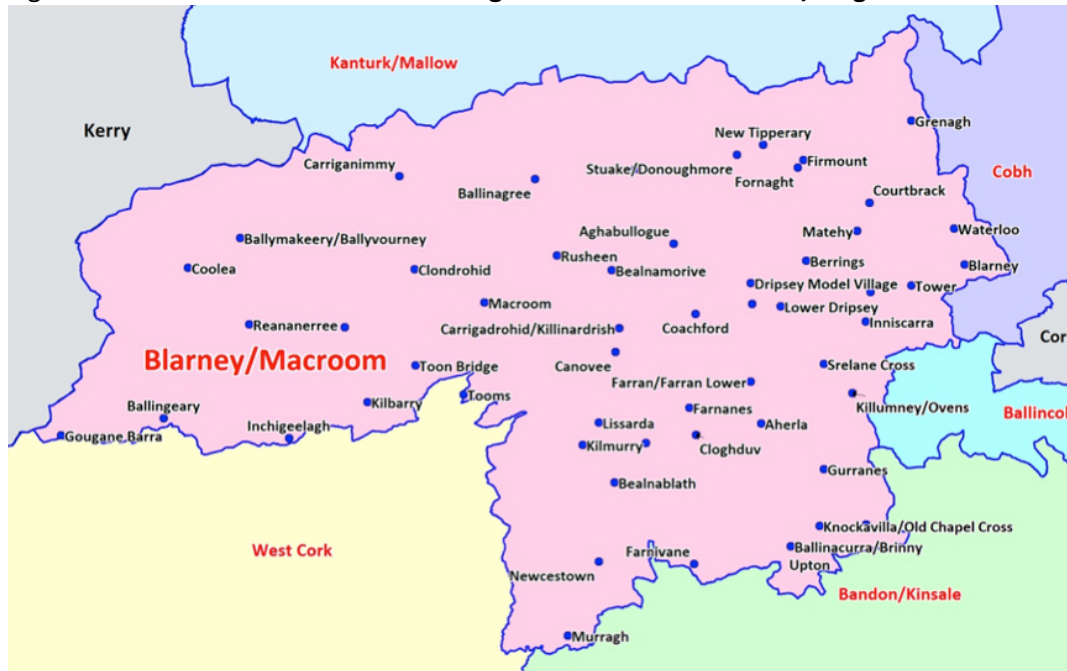 Kanturk/Mallow
Kerry
Grenagh
New Tipperary
Carriganimmy
Stuake/Donoughmore
Firmount
Fornaght
Cobh
Ballinagree
Courtbrack
Ballymakeery/Ballyvourney
Aghabullogue
Matehy
Waterloo
Coolea
Clondrohid
Rusheen
Bealnamorive
Berrings
Blarney
Dripsey Model Village
Tower
Macroom
Lower Dripsey
Reananerree
Carrigadrohid/Killinardrish
Coachford
Inniscarra
Cor
Blarney/Macroom
Toon Bridge
Canovee
Srelane Cross
Farran/Farran Lower
Ballingeary
Kilbarry
Tooms
Farnanes
Killumney/Ovens
Ballincol
Gougane Barra
Inchigeelagh
Lissarda
Aherla
Kilmurry
Cloghduv
Gurranes
Bealnablath
Knockavilla/Old Chapel Cross
West Cork
Farnivane
Ballinacurra/Brinny
Upton
Newcestown
Bandon/Kinsale
Murragh